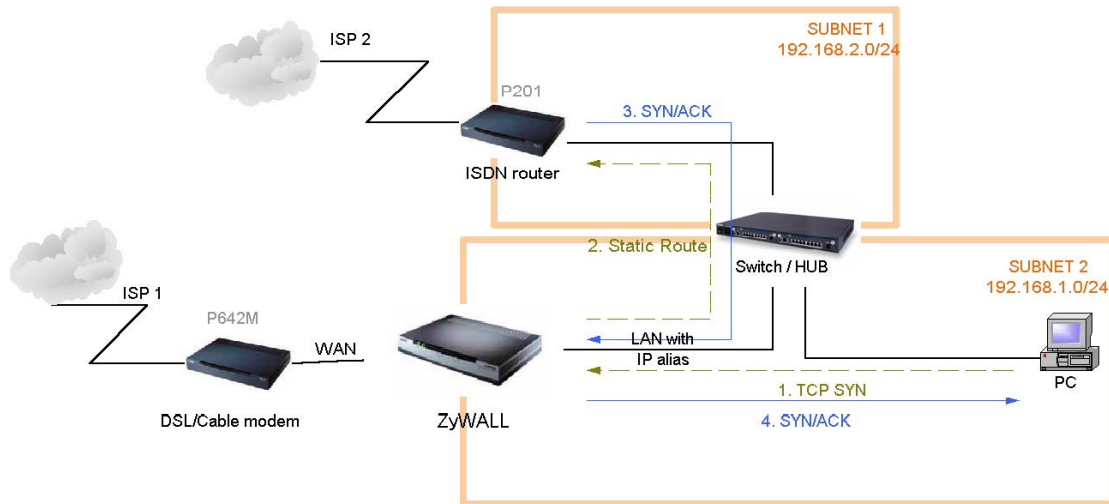 ISP 2
SUBNET 1
192.168.2.0/24
P201
3. SYN/ACK
ISDN router
2. Static Route
Switch / HUB
SUBNET 2
192.168.1.0/24
ISP 1
P642M
WAN
LAN with
IP alias
PC
1. TCP SYN
DSL/Cable modem
ZyWALL
4. SYN/ACK